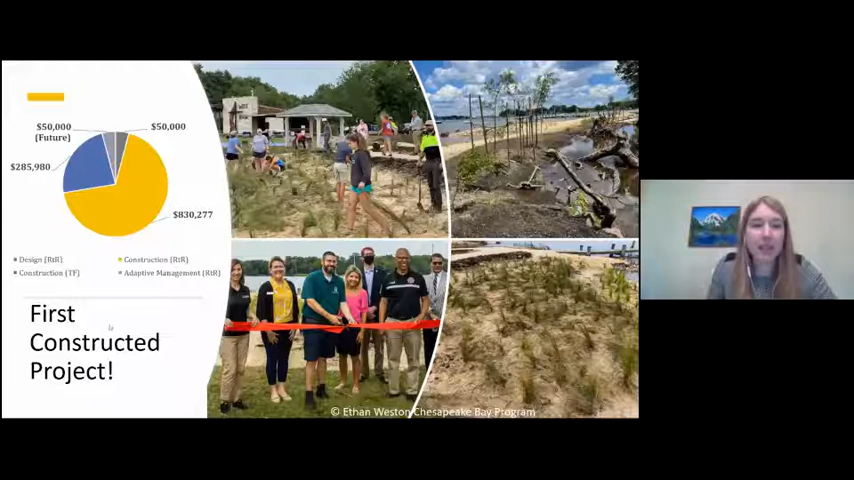 $50,000
(Future)
$50,000
$285,980
$830,277
Design (RtR)
Construction (RtR)
Construction (TF)
Adaptive Management (RtR)
First
Constructed
Project!
© Ethan Weston/Chesapeake Bay Program